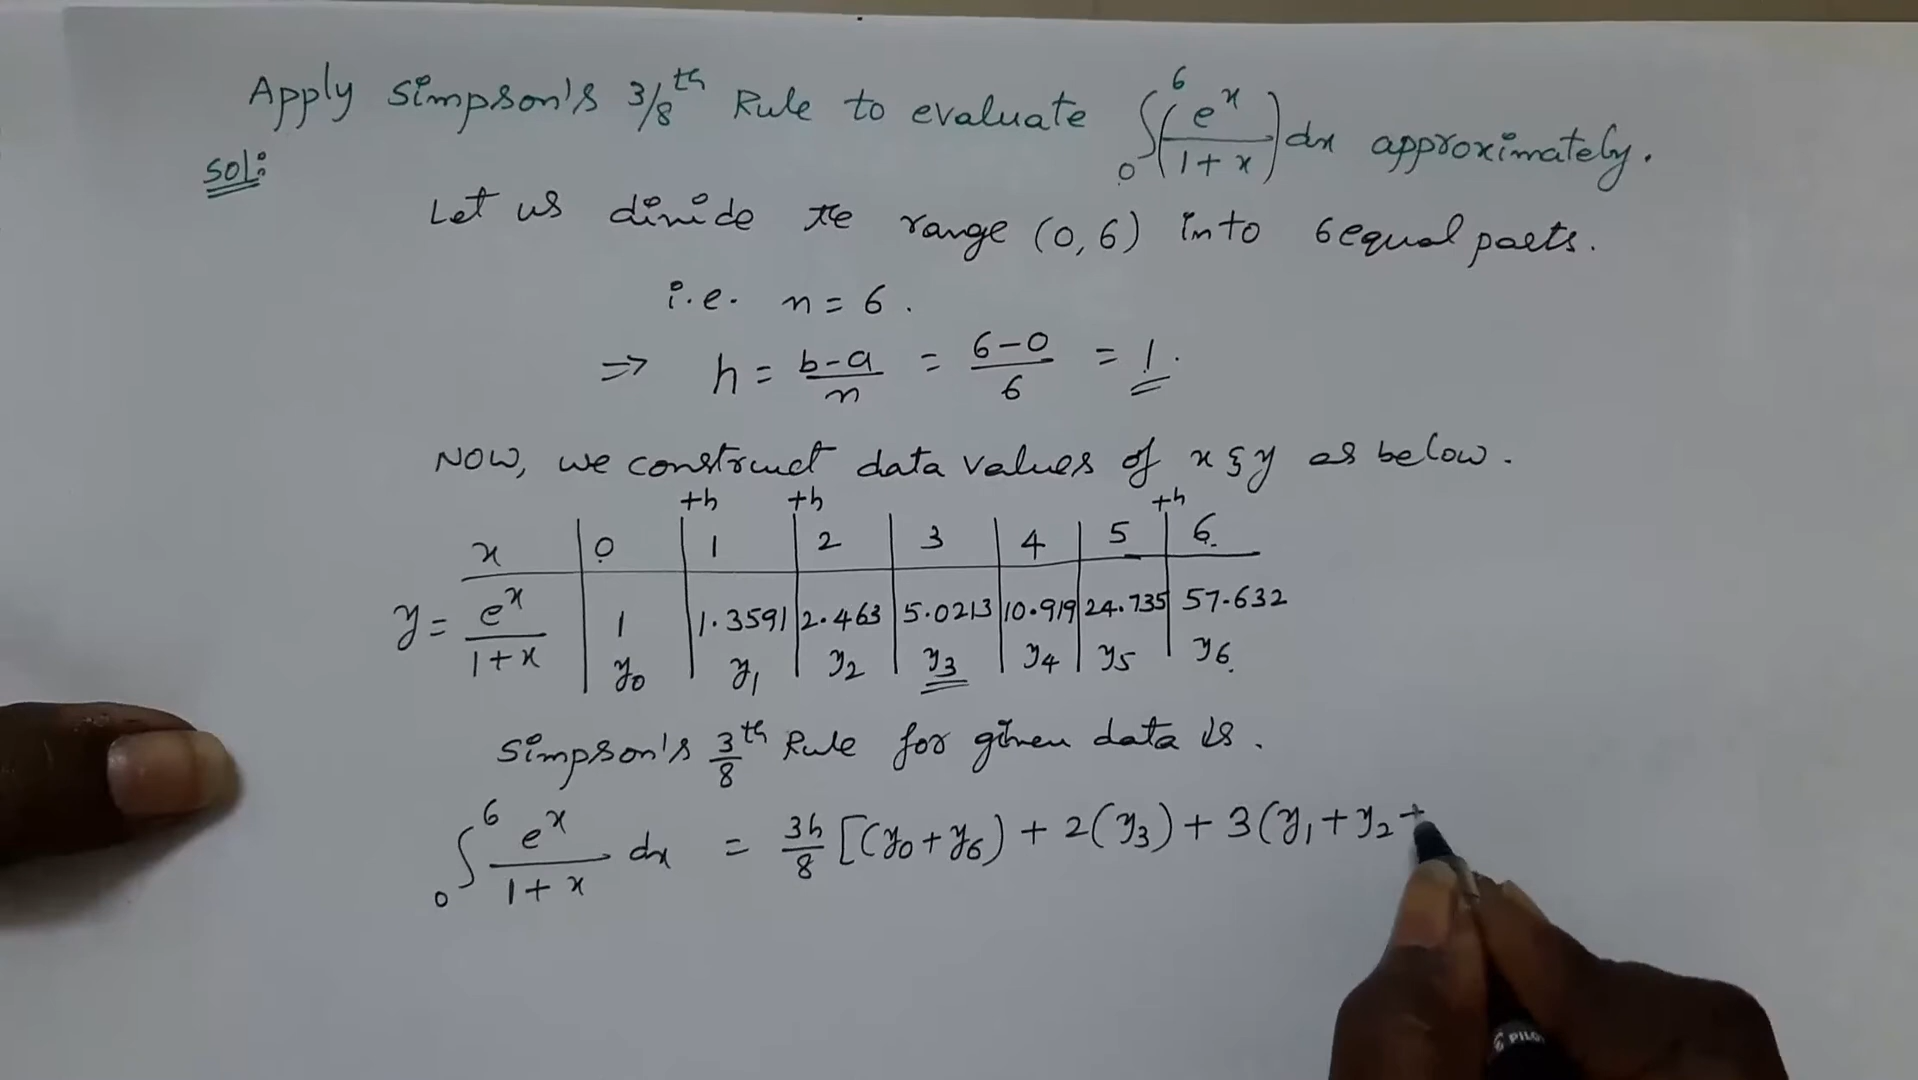 Apply Simpson's 3/8th Rule to evaluate ∫₀⁶ (eˣ/(1+x)) dx approximately.
Sol:
Let us divide the range (0,6) into 6 equal parts.
i.e. n = 6.
⇒ h = (b-a)/n = (6-0)/6 = 1.
NOW, we construct data values of x & y as below.
+h +h +h
x | 0 | 1 | 2 | 3 | 4 | 5 | 6
y = eˣ/(1+x) | 1 | 1.3591 | 2.463 | 5.0213 | 10.919 | 24.735 | 57.632
y₀ | y₁ | y₂ | y₃ | y₄ | y₅ | y₆
Simpson's 3/8 th Rule for given data is.
∫₀⁶ eˣ/(1+x) dx = 3h/8 [(y₀+y₆) + 2(y₃) + 3(y₁+y₂+